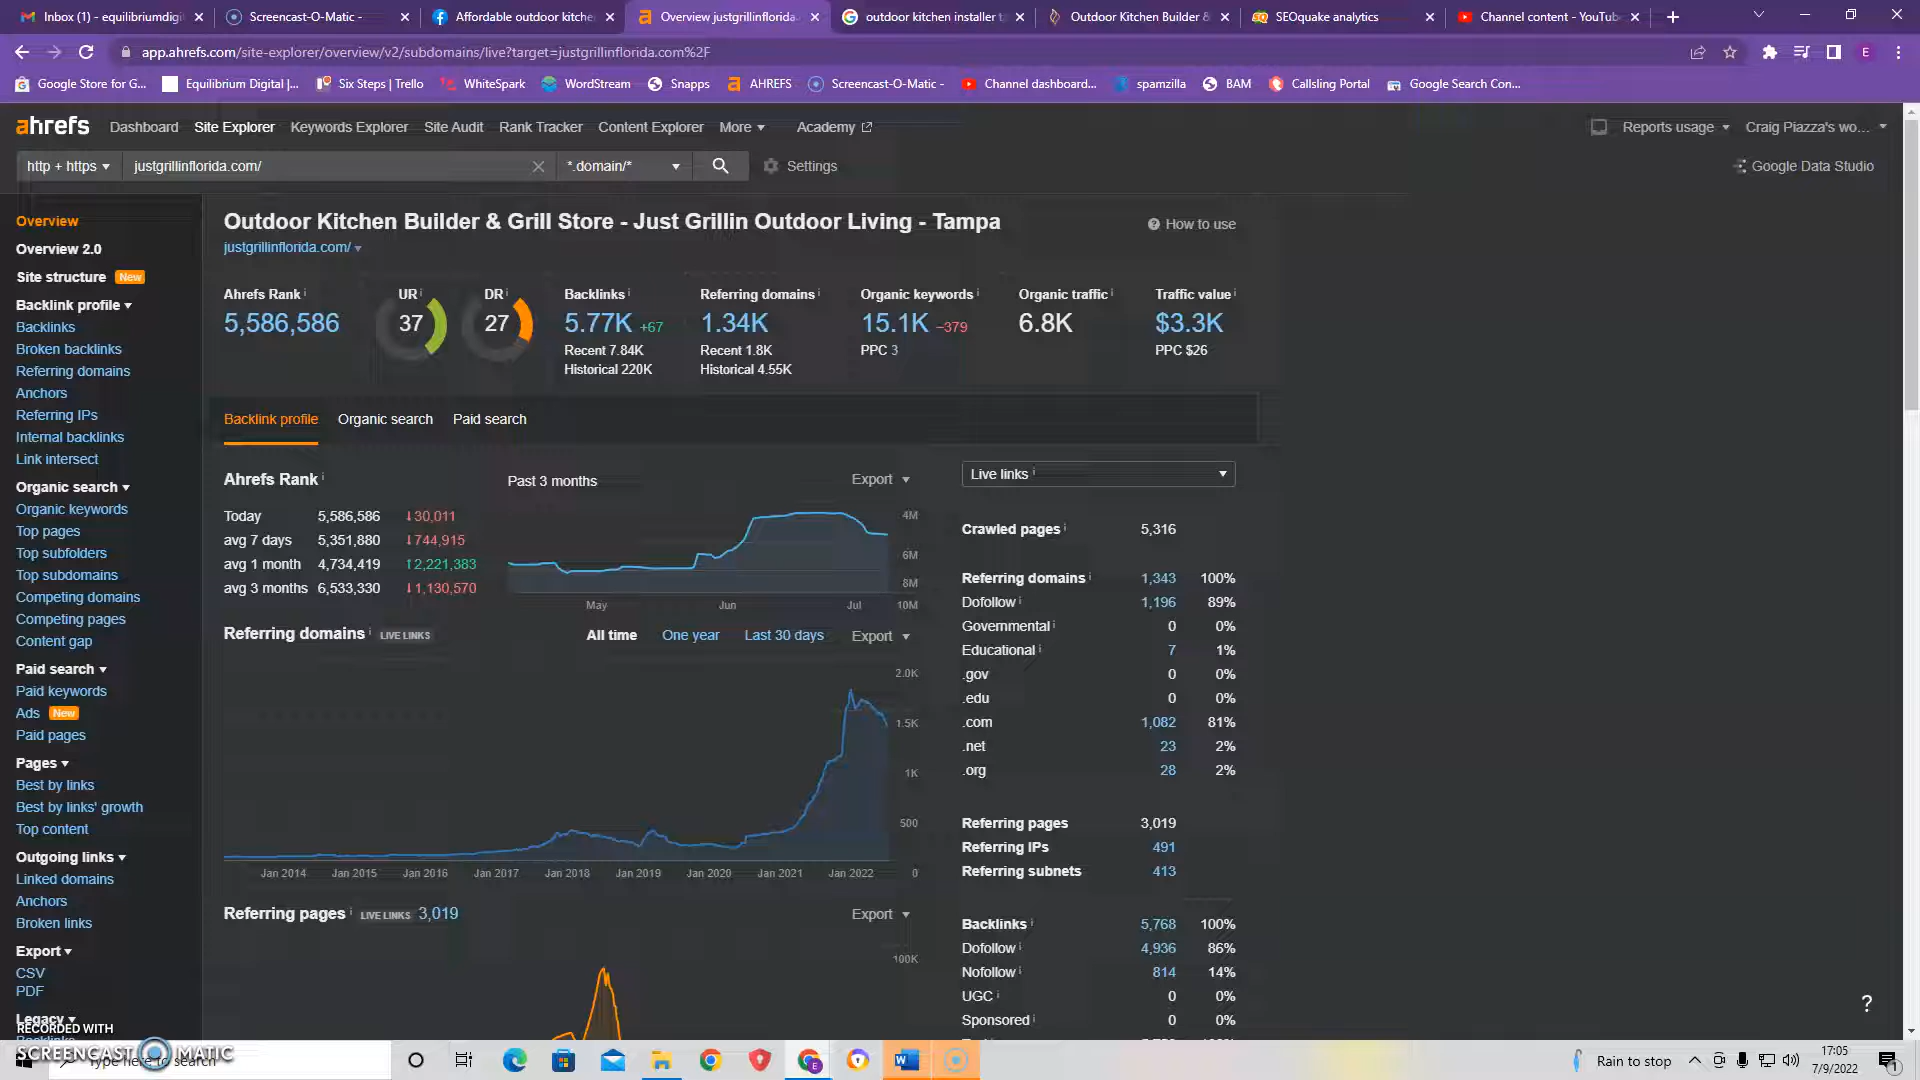 Inbox (1) - equilibriumdigi
Screencast-O-Matic -
Affordable outdoor kitche
Overview justgrillinflorida
outdoor kitchen installer t
Outdoor Kitchen Builder &
SEOquake analytics
Channel content - YouTub
app.ahrefs.com/site-explorer/overview/v2/subdomains/live?target=justgrillinflorida.com%2F
E
Google Store for G...
Equilibrium Digital |...
Six Steps | Trello
WhiteSpark
WordStream
Snapps
AHREFS
Screencast-O-Matic -
Channel dashboard...
spamzilla
BAM
CallsIing Portal
Google Search Con...
ahrefs Dashboard Site Explorer Keywords Explorer Site Audit Rank Tracker Content Explorer More Academy Reports usage Craig Piazza's wo...
http + https justgrillinflorida.com/ *.domain/* Settings Google Data Studio
Overview
Overview 2.0
Site structure New
Backlink profile
Backlinks
Broken backlinks
Referring domains
Anchors
Referring IPs
Internal backlinks
Link intersect
Organic search
Organic keywords
Top pages
Top subfolders
Top subdomains
Competing domains
Competing pages
Content gap
Paid search
Paid keywords
Ads New
Paid pages
Pages
Best by links
Best by links' growth
Top content
Outgoing links
Linked domains
Anchors
Broken links
Export
CSV
PDF
Legacy
Outdoor Kitchen Builder & Grill Store - Just Grillin Outdoor Living - Tampa
How to use
justgrillinflorida.com/
Ahrefs Rank UR DR Backlinks Referring domains Organic keywords Organic traffic Traffic value
5,586,586 37 27 5.77K +67 1.34K 15.1K −379 6.8K $3.3K
Recent 7.84K Recent 1.8K PPC 3 PPC $26
Historical 220K Historical 4.55K
Backlink profile Organic search Paid search
Ahrefs Rank Past 3 months Export
Today 5,586,586 ↓30,011
avg 7 days 5,351,880 ↓744,915
avg 1 month 4,734,419 ↑2,221,383
avg 3 months 6,533,330 ↓1,130,570
4M
6M
8M
10M
May Jun Jul
Referring domains LIVE LINKS All time One year Last 30 days Export
2.0K
1.5K
1K
500
0
Jan 2014 Jan 2015 Jan 2016 Jan 2017 Jan 2018 Jan 2019 Jan 2020 Jan 2021 Jan 2022
Referring pages LIVE LINKS 3,019 Export
100K
Live links
Crawled pages 5,316
Referring domains 1,343 100%
Dofollow 1,196 89%
Governmental 0 0%
Educational 7 1%
.gov 0 0%
.edu 0 0%
.com 1,082 81%
.net 23 2%
.org 28 2%
Referring pages 3,019
Referring IPs 491
Referring subnets 413
Backlinks 5,768 100%
Dofollow 4,936 86%
Nofollow 814 14%
UGC 0 0%
Sponsored 0 0%
?
RECORDED WITH
SCREENCAST O MATIC
Type here to search
Rain to stop
17:05
7/9/2022
1